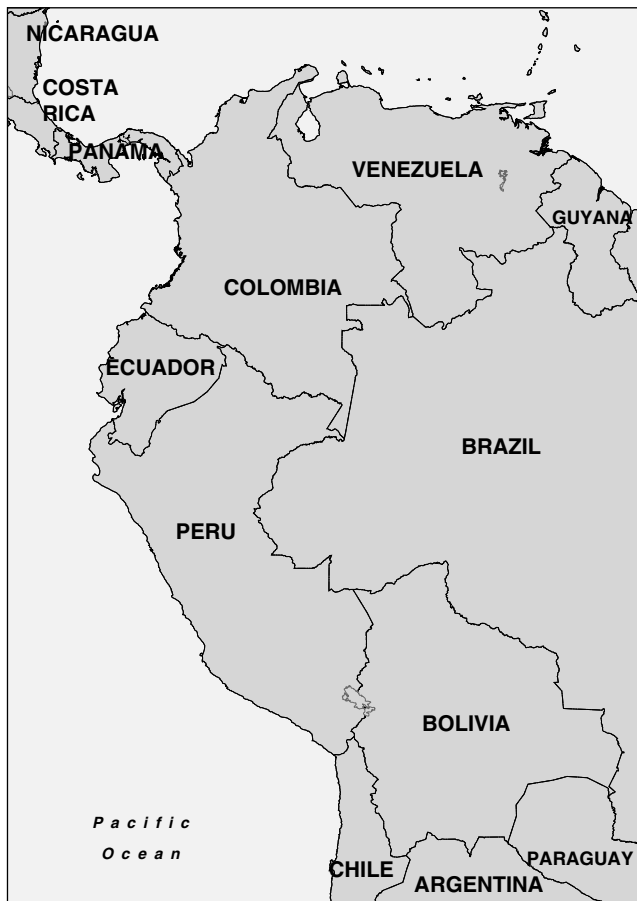 NICARAGUA
COSTA
RICA
PANAMA
VENEZUELA
GUYANA
COLOMBIA
ECUADOR
BRAZIL
PERU
BOLIVIA
Pacific
Ocean
CHILE
PARAGUAY
ARGENTINA